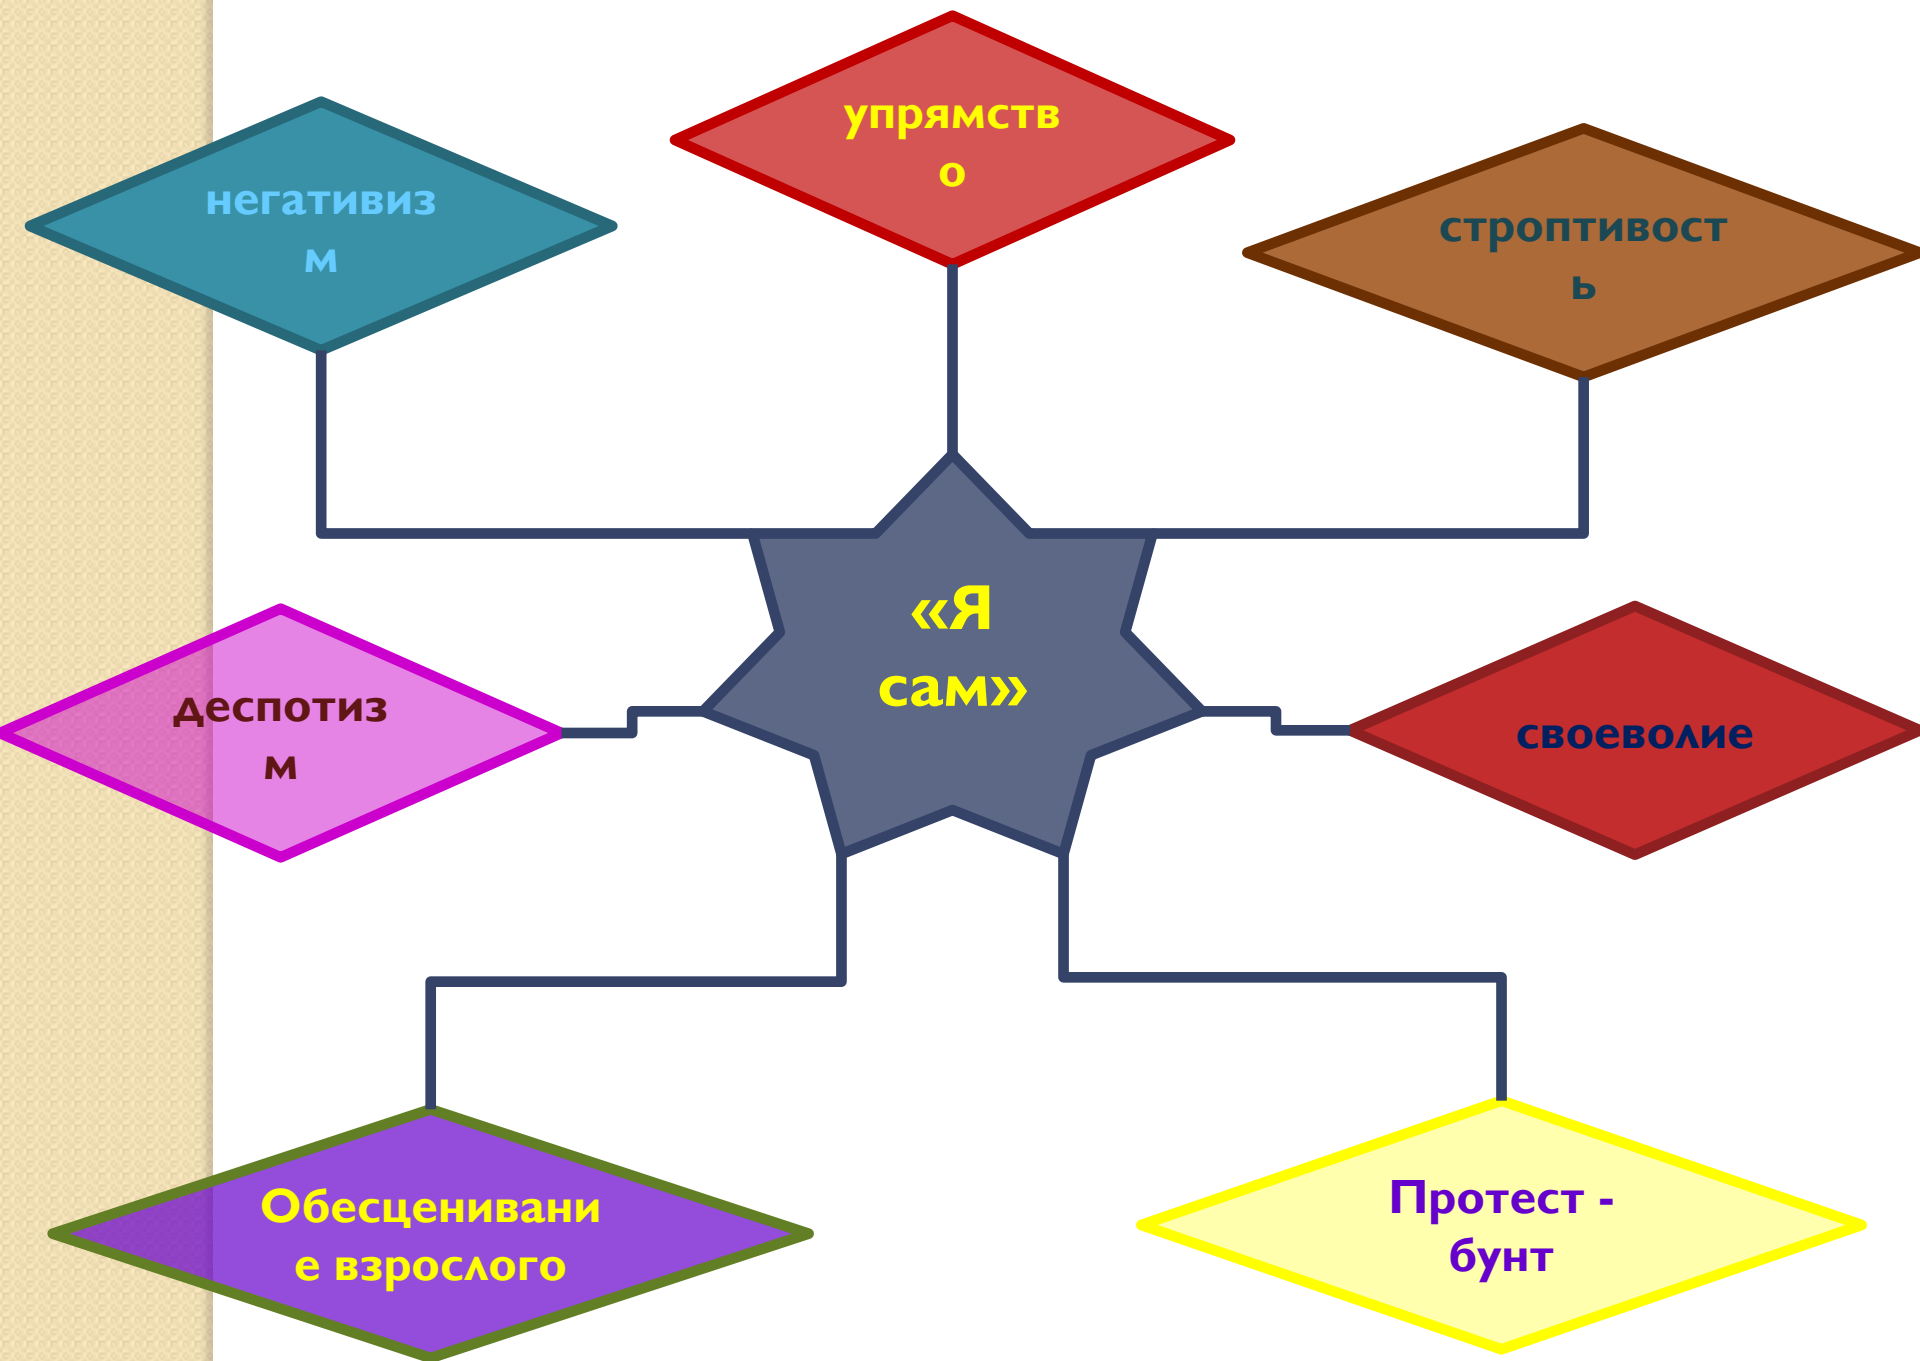 упрямств
о
негативиз
м
строптивост
ь
«Я
сам»
деспотиз
м
своеволие
Обесценивани
е взрослого
Протест -
бунт